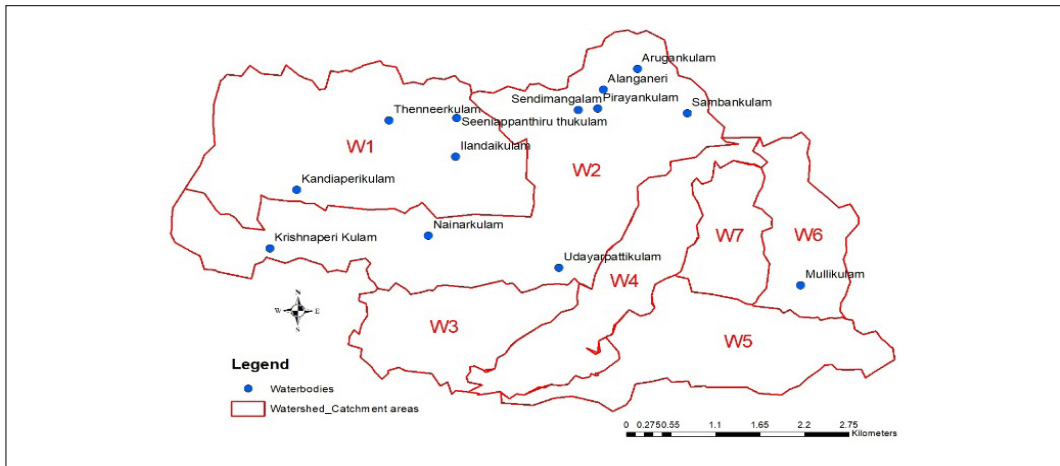 Arugankulam
Alanganeri
Sendimangalam
Pirayankulam
Sambankulam
Thenneerkulam
Seenlappanthiru thukulam
W1
Ilandaikulam
W2
Kandiaperikulam
Nainarkulam
W7
W6
Krishnaperi Kulam
Udayarpattikulam
W4
Mullikulam
N
W E
S
W3
W5
Legend
Waterbodies
Watershed_Catchment areas
0 0.2750.55 1.1 1.65 2.2 2.75
Kilometers